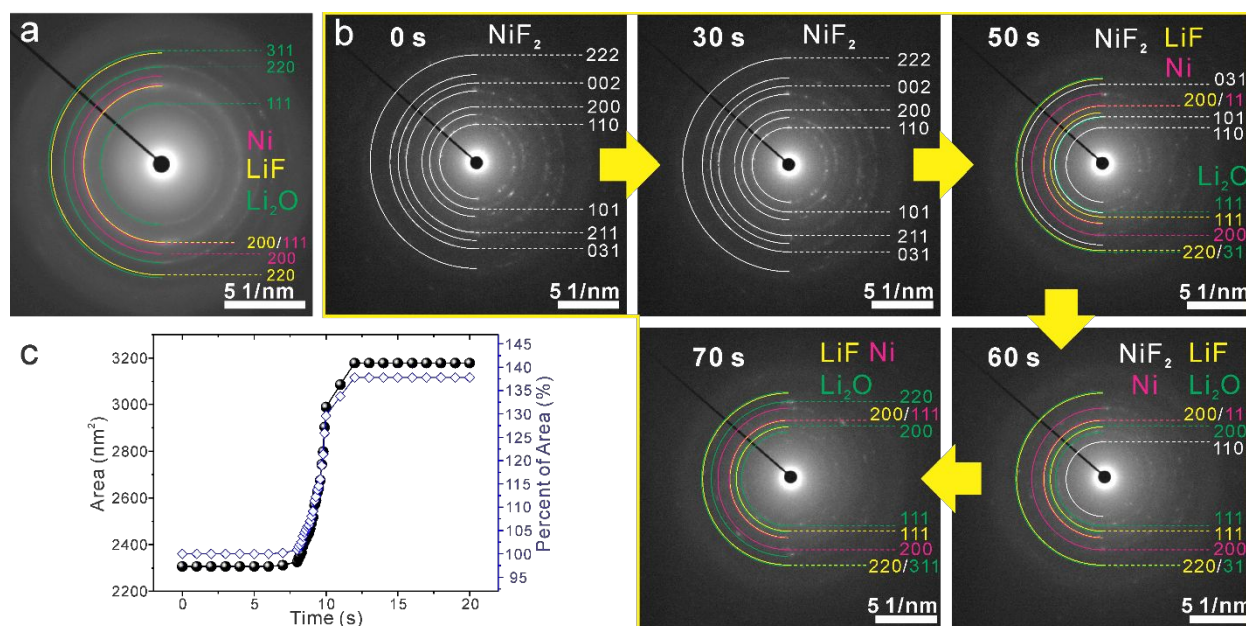 a
311
220
111
Ni
LiF
Li₂O
200/111
200
220
5 1/nm
b
0 s
NiF₂
222
002
200
110
101
211
031
5 1/nm
30 s
NiF₂
222
002
200
110
101
211
031
5 1/nm
50 s
NiF₂ LiF
Ni
031
200/11
101
110
Li₂O
111
111
200
220/31
5 1/nm
c
Area (nm²)
3200
3000
2800
2600
2400
2200
0 5 10 15 20
Time (s)
145
140
135
130
125
120
115
110
105
100
95
Percent of Area (%)
70 s
LiF Ni
Li₂O
220
200/111
200
111
111
200
220/311
5 1/nm
60 s
NiF₂ LiF
Ni Li₂O
200/11
200
110
111
111
200
220/31
5 1/nm